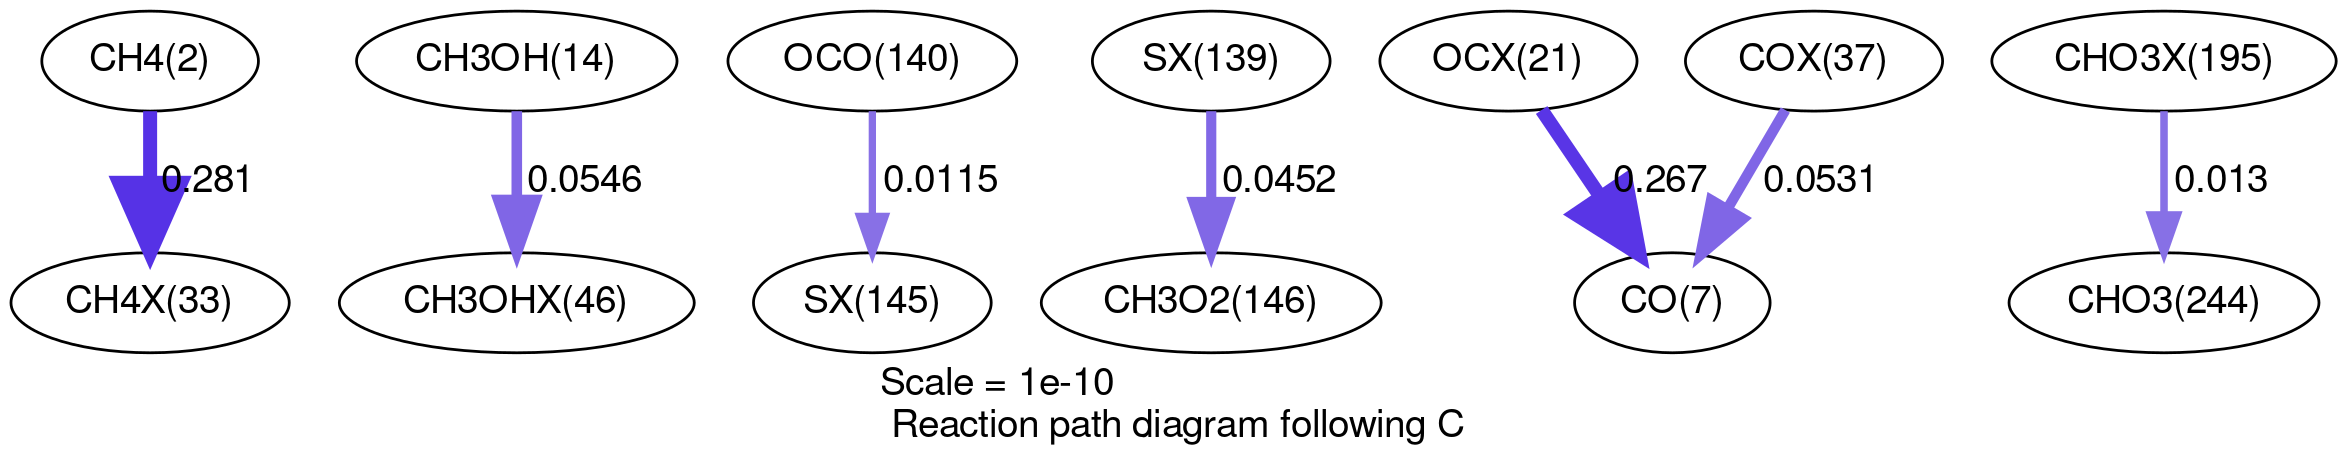 CH4(2)
CH3OH(14)
OCO(140)
SX(139)
OCX(21)
COX(37)
CHO3X(195)
0.281
0.0546
0.0115
0.0452
0.267
0.0531
0.013
CH4X(33)
CH3OHX(46)
SX(145)
CH3O2(146)
CO(7)
CHO3(244)
Scale = 1e-10
Reaction path diagram following C